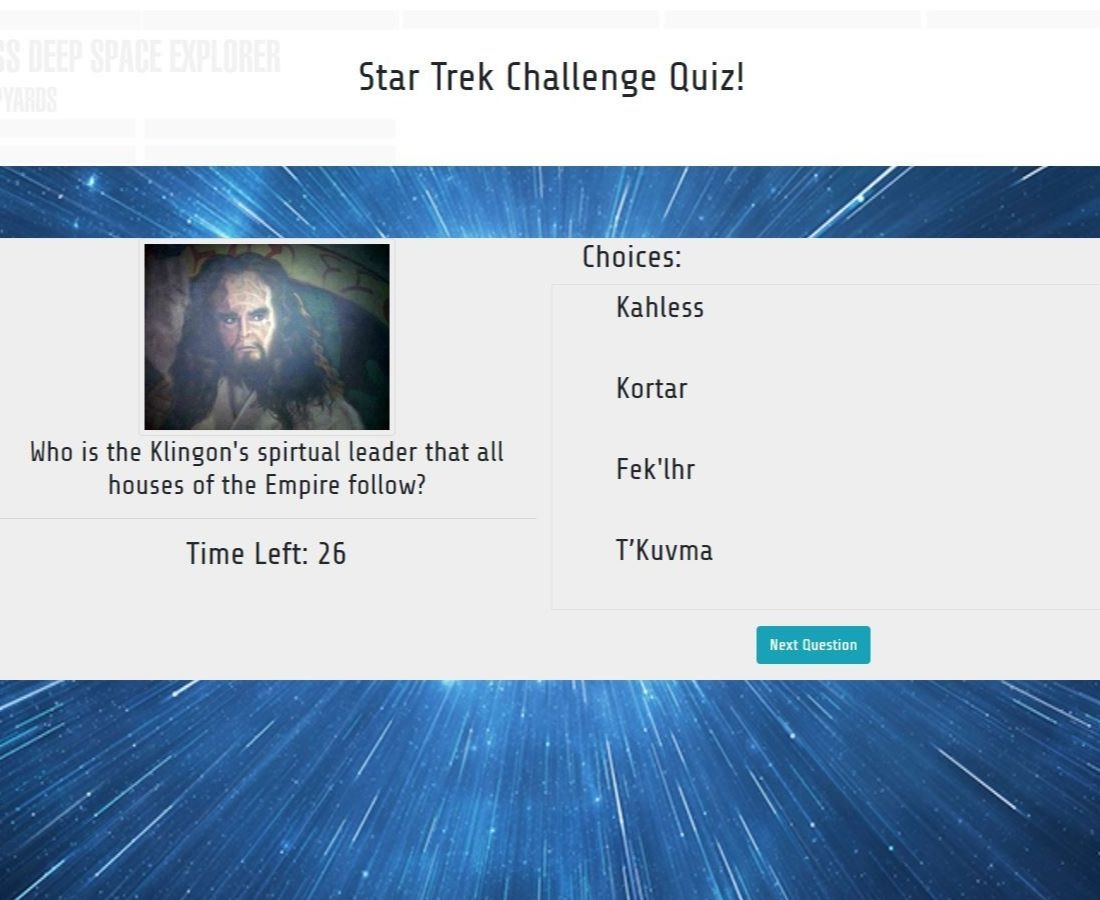 SS DEEP SPACE EXPLORER
PYARDS
Star Trek Challenge Quiz!
Who is the Klingon's spirtual leader that all
houses of the Empire follow?
Time Left: 26
Choices:
Kahless
Kortar
Fek'lhr
T’Kuvma
Next Question